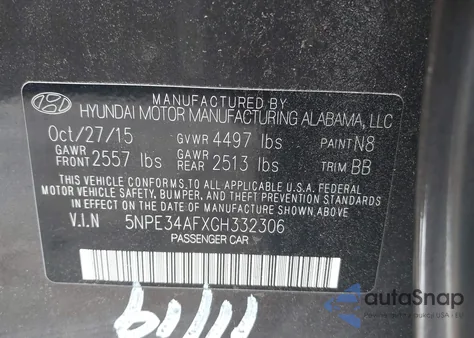 MANUFACTURED BY
HYUNDAI MOTOR MANUFACTURING ALABAMA, LLC
Oct/27/15 GVWR 4497 lbs PAINT N8
GAWR FRONT 2557 lbs GAWR REAR 2513 lbs TRIM BB
THIS VEHICLE CONFORMS TO ALL APPLICABLE U.S.A. FEDERAL
MOTOR VEHICLE SAFETY, BUMPER, AND THEFT PREVENTION STANDARDS
IN EFFECT ON THE DATE OF MANUFACTURE SHOWN ABOVE.
V.I.N 5NPE34AFXGH332306
PASSENGER CAR
autoSnap